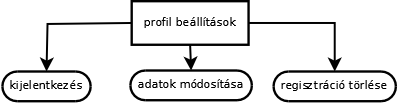 profil beállítások
kijelentkezés
adatok módosítása
regisztráció törlése